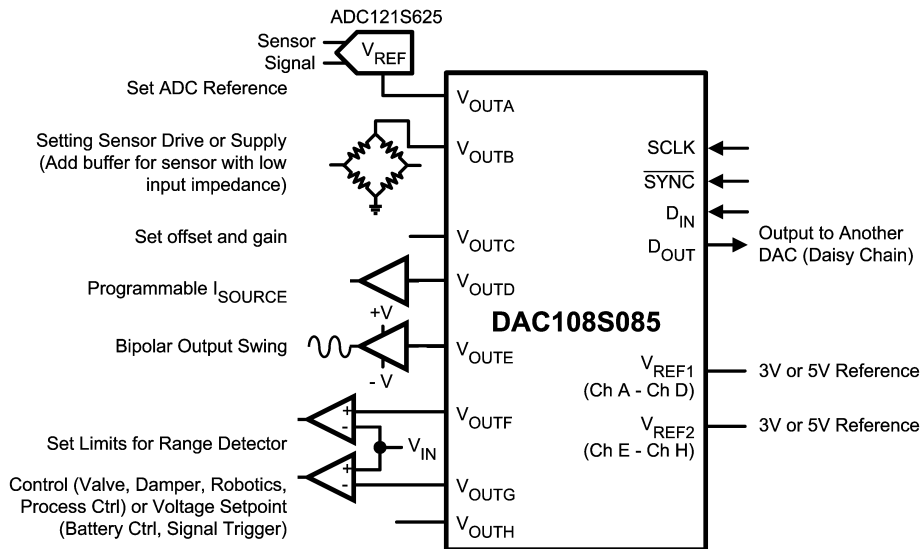 ADC121S625
Sensor
Signal
VREF
Set ADC Reference
VOUTA
Setting Sensor Drive or Supply
(Add buffer for sensor with low
input impedance)
VOUTB
SCLK
SYNC
DIN
Set offset and gain
VOUTC
DOUT
Output to Another
DAC (Daisy Chain)
Programmable ISOURCE
VOUTD
DAC108S085
+V
Bipolar Output Swing
VOUTE
- V
VREF1
(Ch A - Ch D)
3V or 5V Reference
+
-
VOUTF
VREF2
(Ch E - Ch H)
3V or 5V Reference
Set Limits for Range Detector
VIN
+
-
Control (Valve, Damper, Robotics,
Process Ctrl) or Voltage Setpoint
(Battery Ctrl, Signal Trigger)
VOUTG
VOUTH